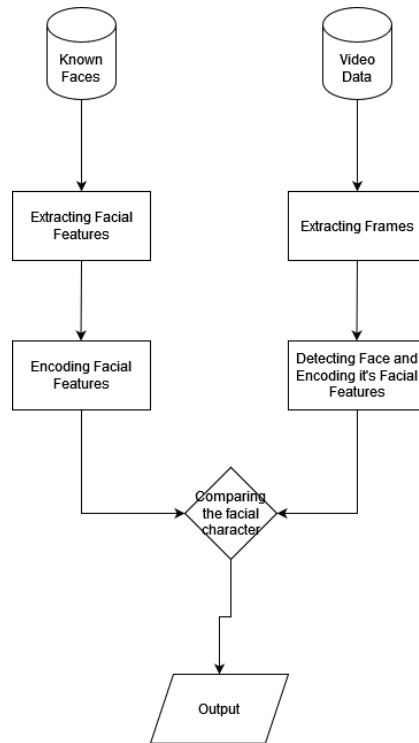 Known
Faces
Video
Data
Extracting Facial
Features
Extracting Frames
Encoding Facial
Features
Detecting Face and
Encoding it's Facial
Features
Comparing
the facial
character
Output